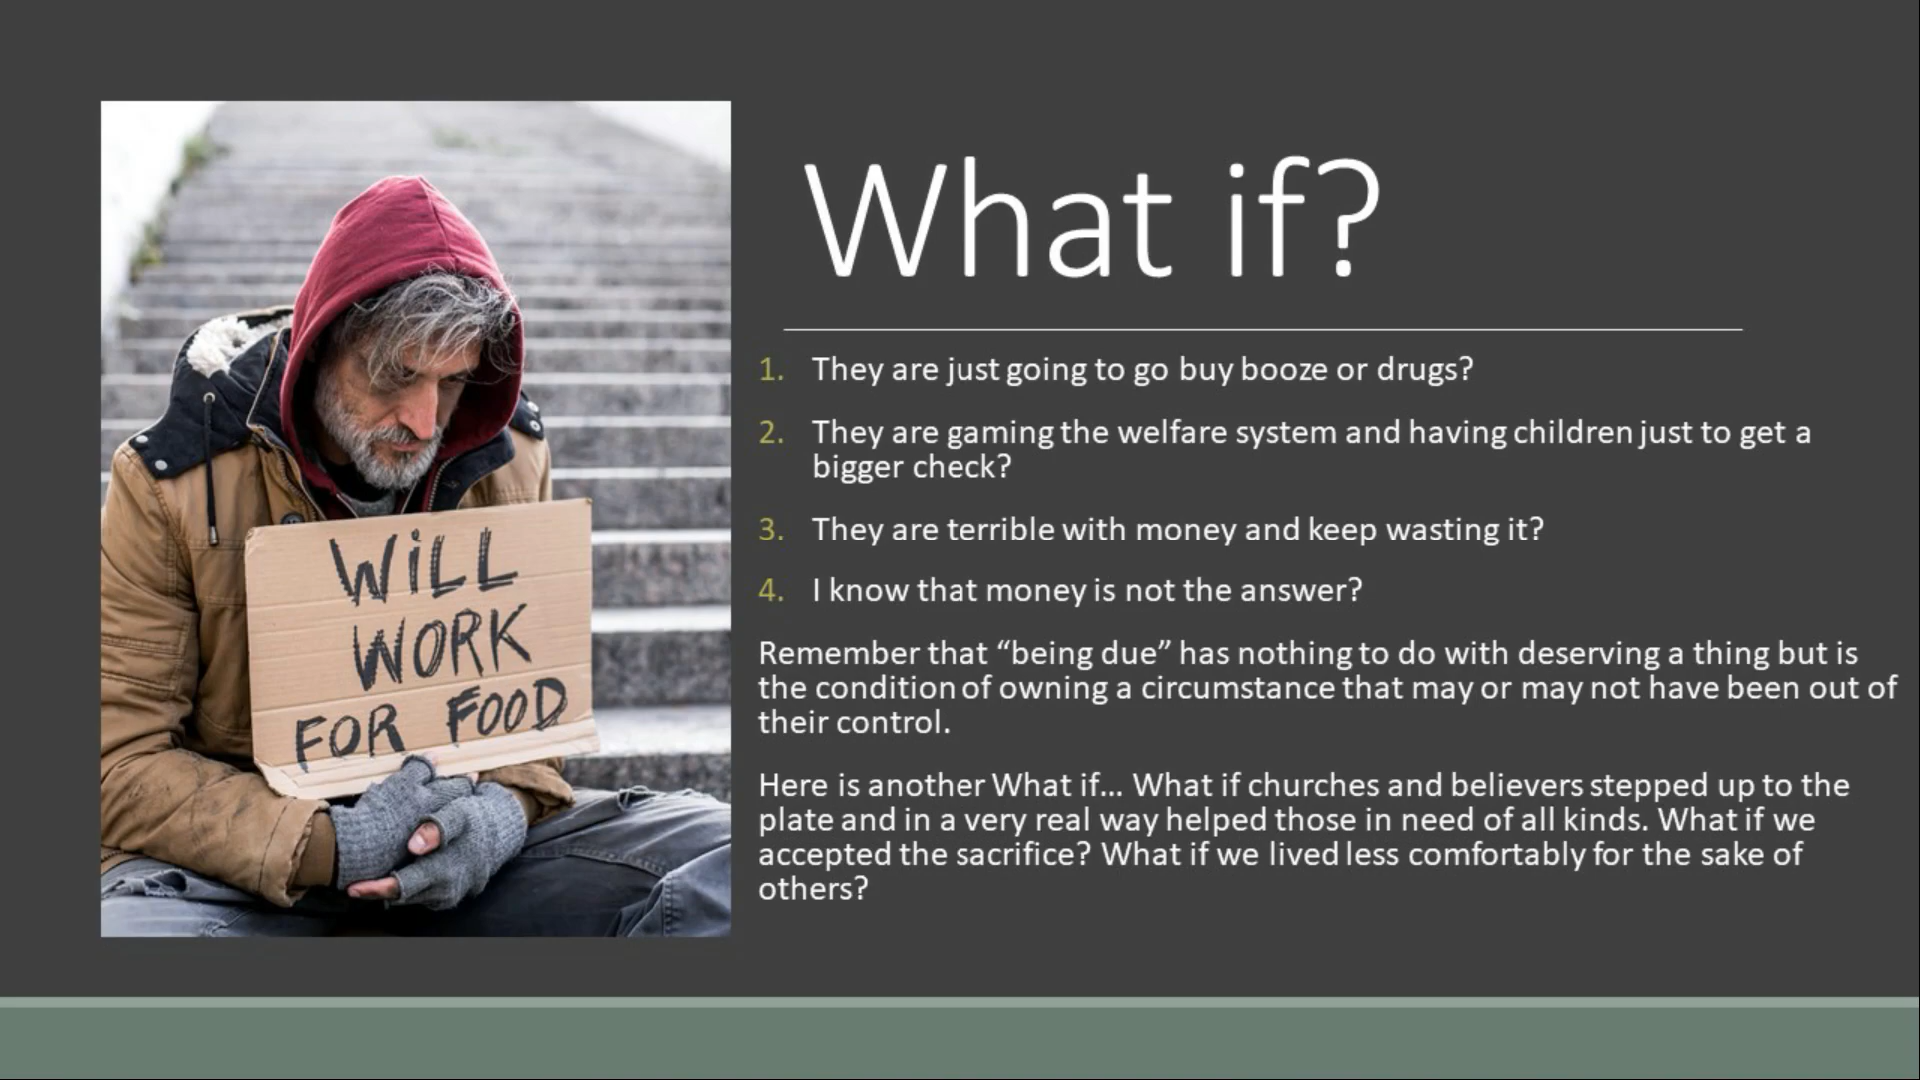 WiLL
WORK
FOR FOOD
What if?
1. They are just going to go buy booze or drugs?
2. They are gaming the welfare system and having children just to get a
bigger check?
3. They are terrible with money and keep wasting it?
4. I know that money is not the answer?
Remember that “being due” has nothing to do with deserving a thing but is
the condition of owning a circumstance that may or may not have been out of
their control.
Here is another What if… What if churches and believers stepped up to the
plate and in a very real way helped those in need of all kinds. What if we
accepted the sacrifice? What if we lived less comfortably for the sake of
others?